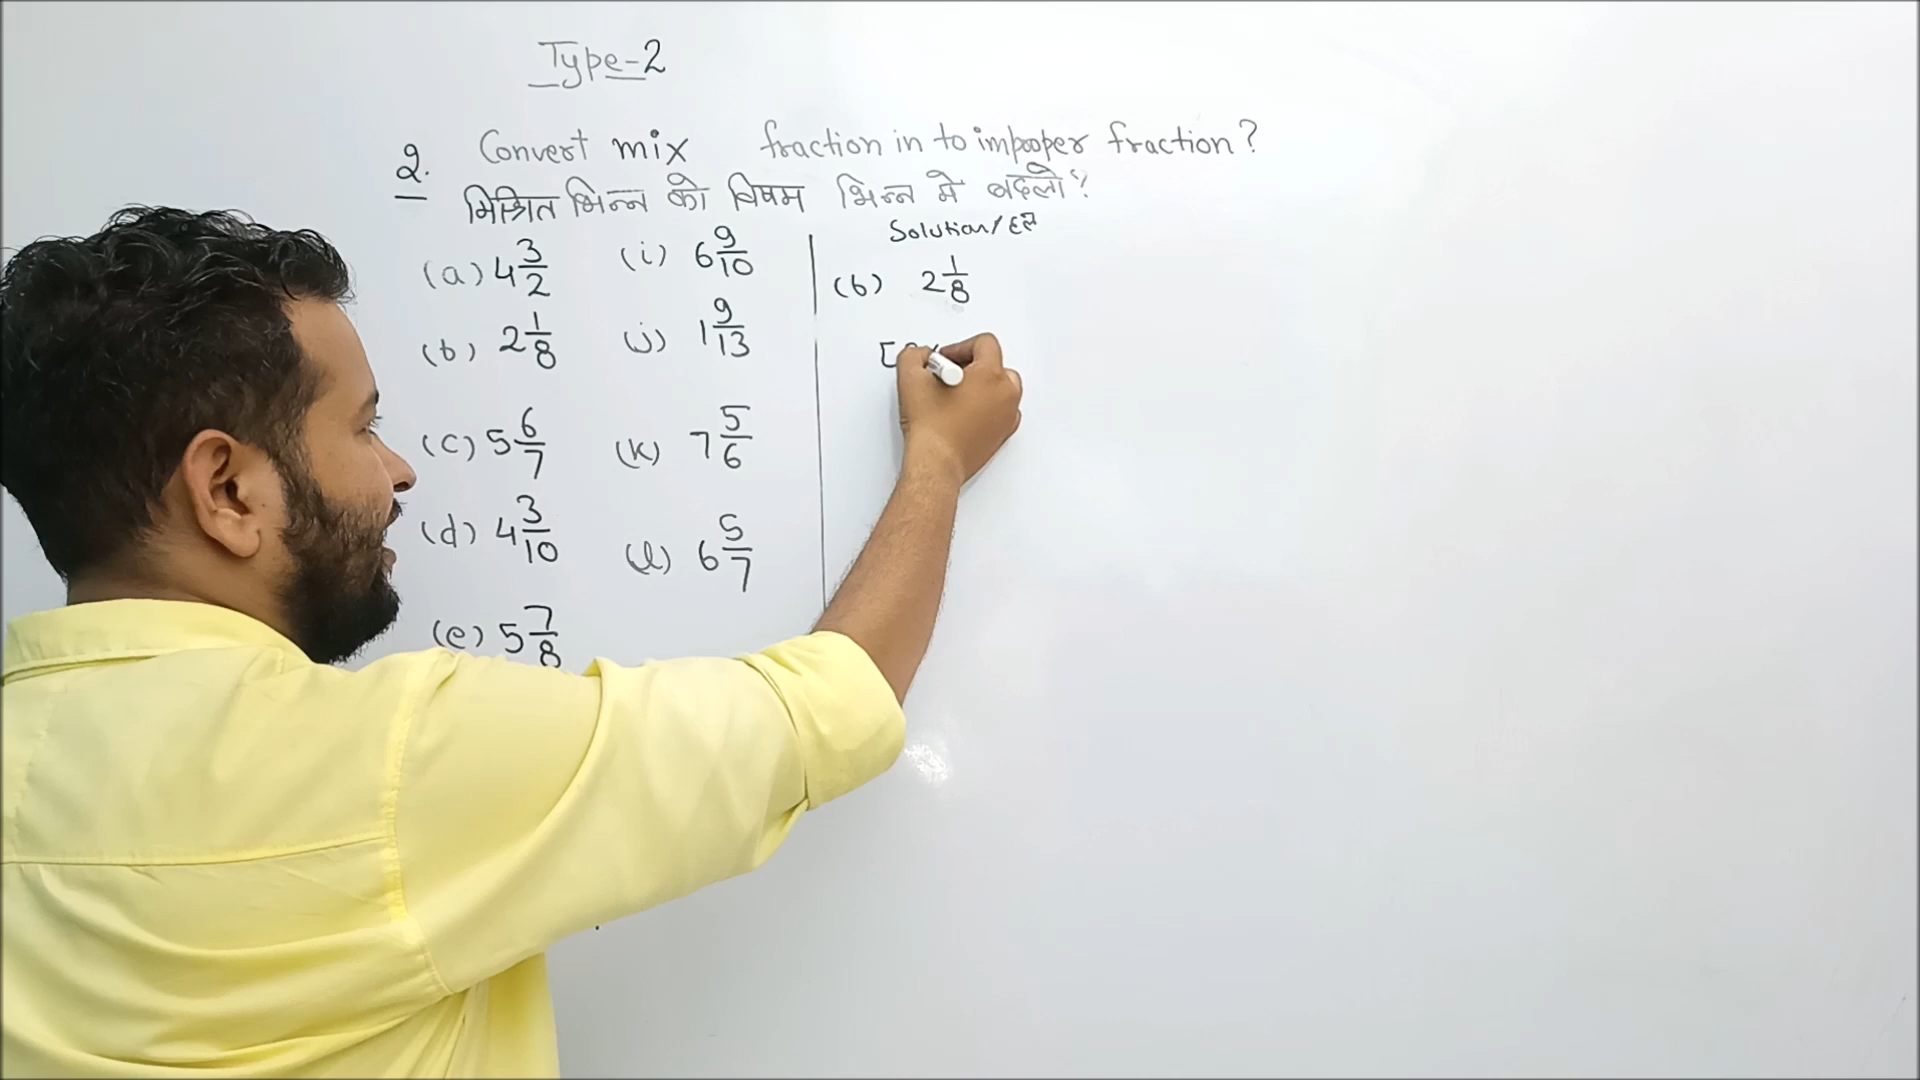 Type-2
2. Convert mix fraction in to improper fraction?
मिश्रित भिन्न को विषम भिन्न मे बदलो?
Solution/हल
(a) 4 3/2 (i) 6 9/10
(b) 2 1/8 (j) 1 9/13
(c) 5 6/7 (k) 7 5/6
(d) 4 3/10 (l) 6 5/7
(e) 5 7/8
(b) 2 1/8
[